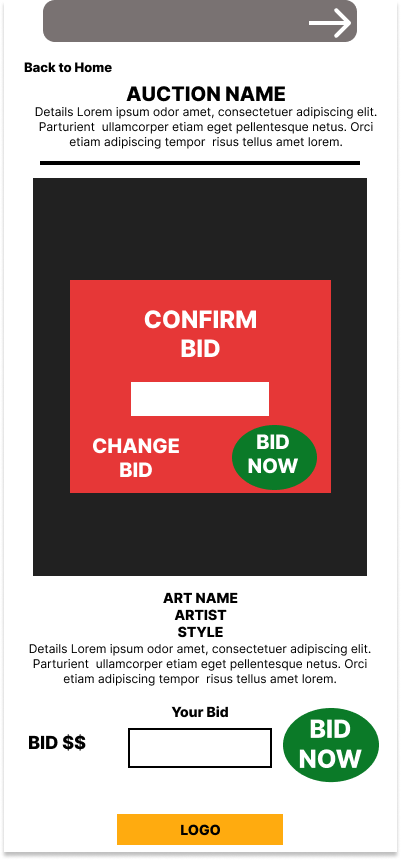 Back to Home
AUCTION NAME
Details Lorem ipsum odor amet, consectetuer adipiscing elit.
Parturient  ullamcorper etiam eget pellentesque netus. Orci
etiam adipiscing tempor  risus tellus amet lorem.
CONFIRM
BID
CHANGE
BID
BID
NOW
ART NAME
ARTIST
STYLE
Details Lorem ipsum odor amet, consectetuer adipiscing elit.
Parturient  ullamcorper etiam eget pellentesque netus. Orci
etiam adipiscing tempor  risus tellus amet lorem.
Your Bid
BID $$
BID
NOW
LOGO